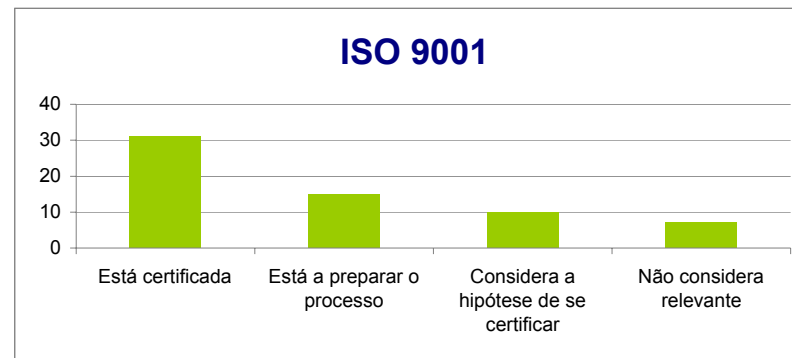 ISO 9001
40
30
20
10
0
Está certificada
Está a preparar o
processo
Considera a
hipótese de se
certificar
Não considera
relevante